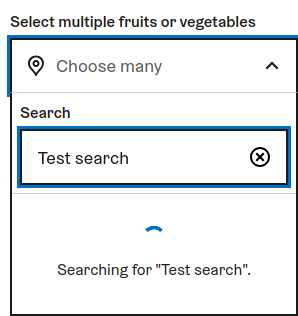 Select multiple fruits or vegetables
Choose many
Search
Test search
Searching for "Test search".